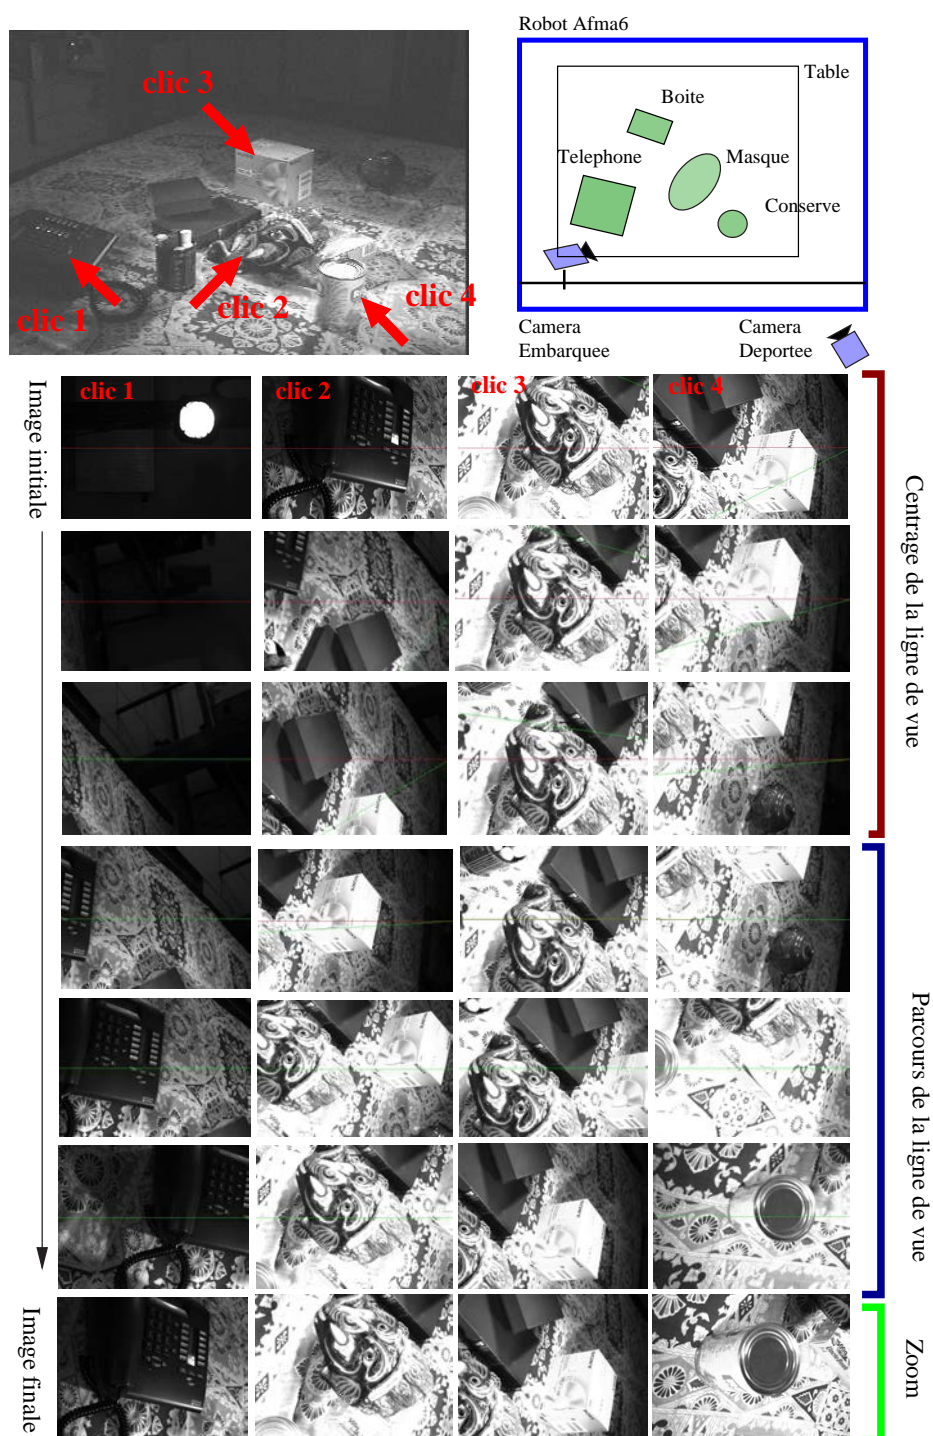 clic 3
clic 2
clic 4
clic 1
Robot Afma6
Table
Boite
Telephone
Masque
Conserve
Camera
Embarquee
Camera
Deportee
clic 1
clic 2
clic 3
clic 4
Image initiale
Image finale
Centrage de la ligne de vue
Parcours de la ligne de vue
Zoom